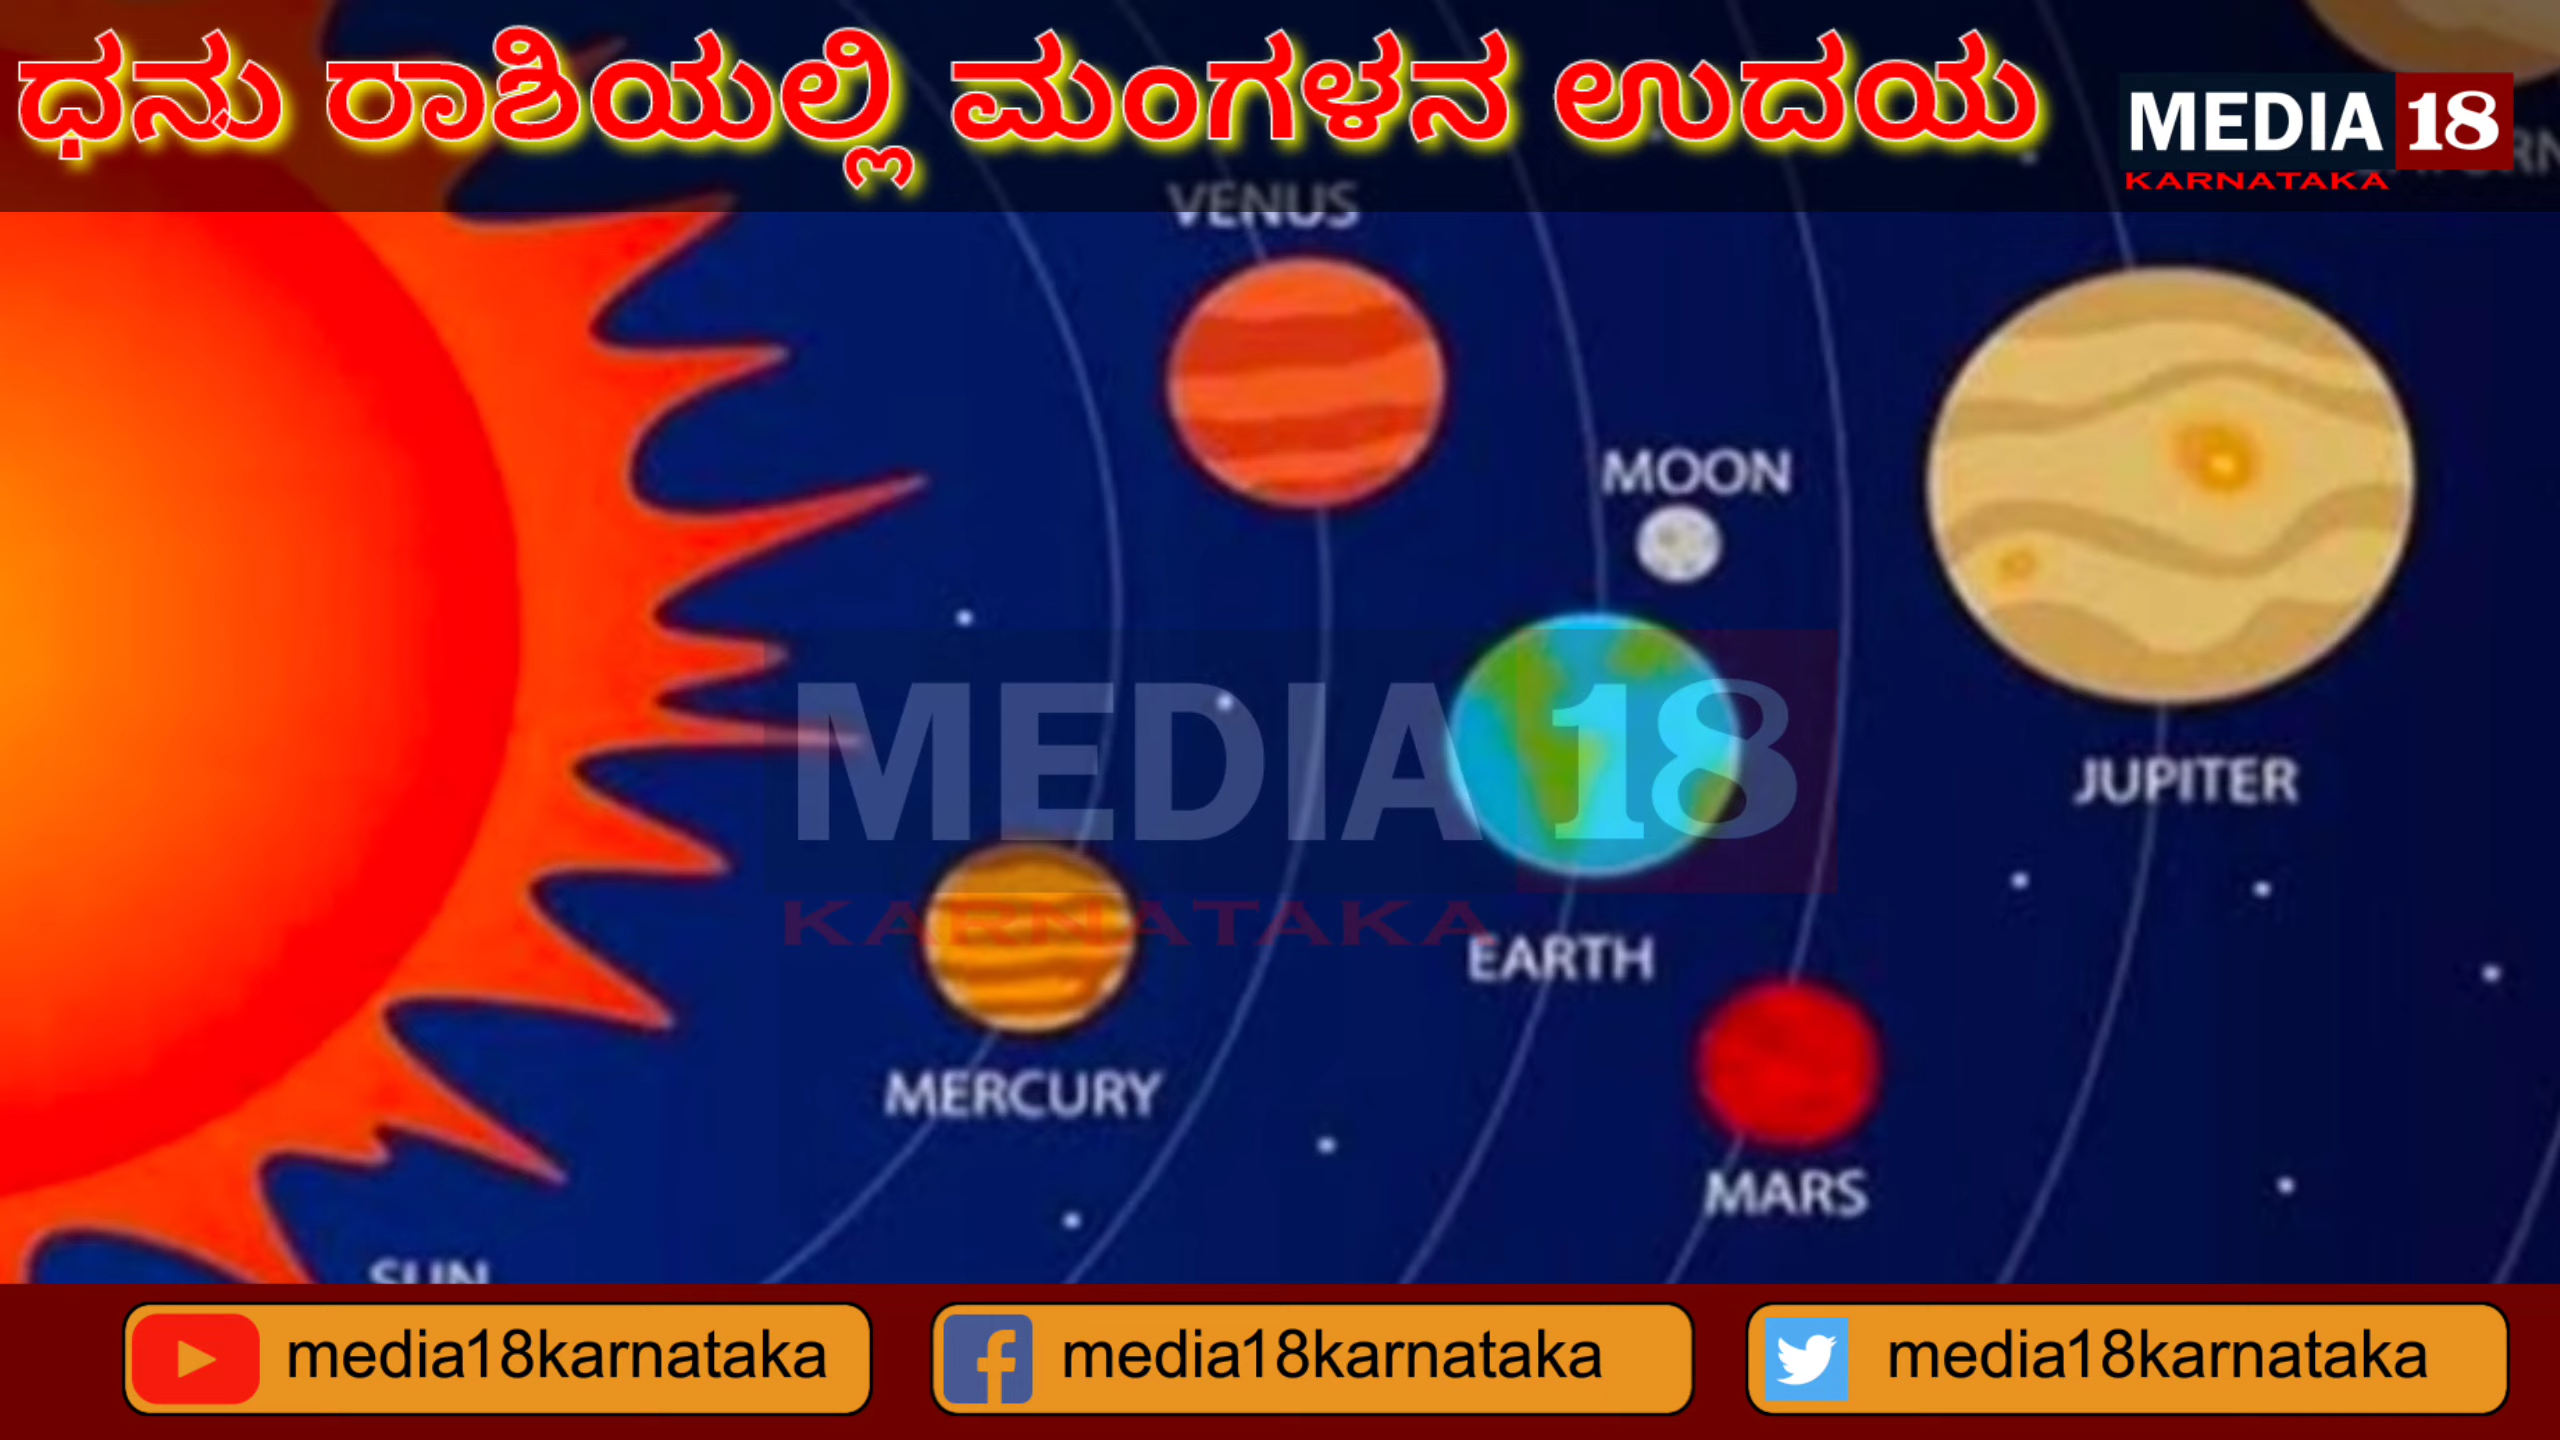 ಧನು ರಾಶಿಯಲ್ಲಿ ಮಂಗಳನ ಉದಯ
MEDIA 18
KARNATAKA
VENUS
MOON
JUPITER
MEDIA 18
KARNATAKA
EARTH
MERCURY
MARS
SUN
media18karnataka
media18karnataka
media18karnataka